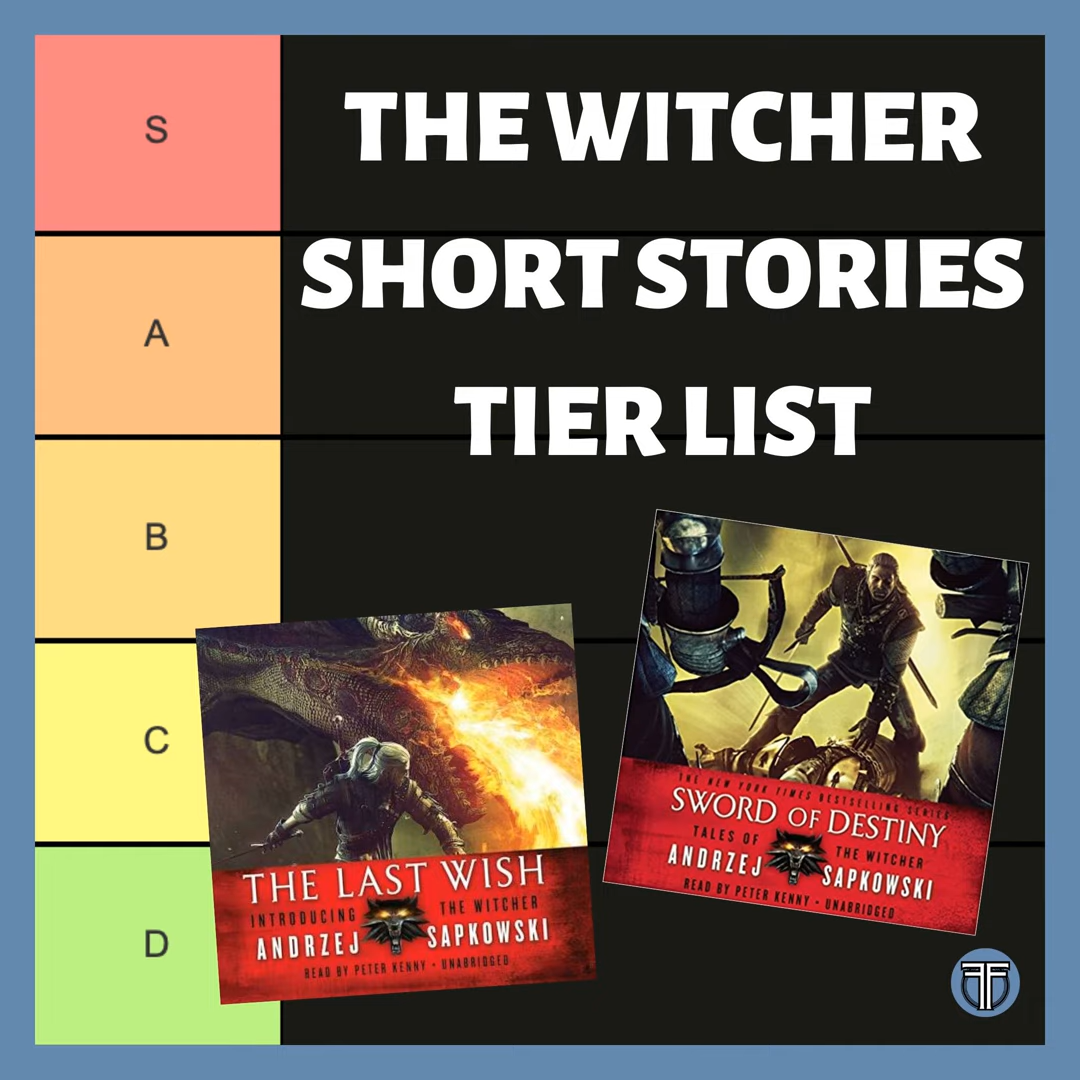 S
THE WITCHER
A
SHORT STORIES
TIER LIST
B
C
D
THE LAST WISH
INTRODUCING THE WITCHER
ANDRZEJ SAPKOWSKI
READ BY PETER KENNY • UNABRIDGED
THE NEW YORK TIMES BESTSELLING SERIES
SWORD OF DESTINY
TALES OF THE WITCHER
ANDRZEJ SAPKOWSKI
READ BY PETER KENNY • UNABRIDGED